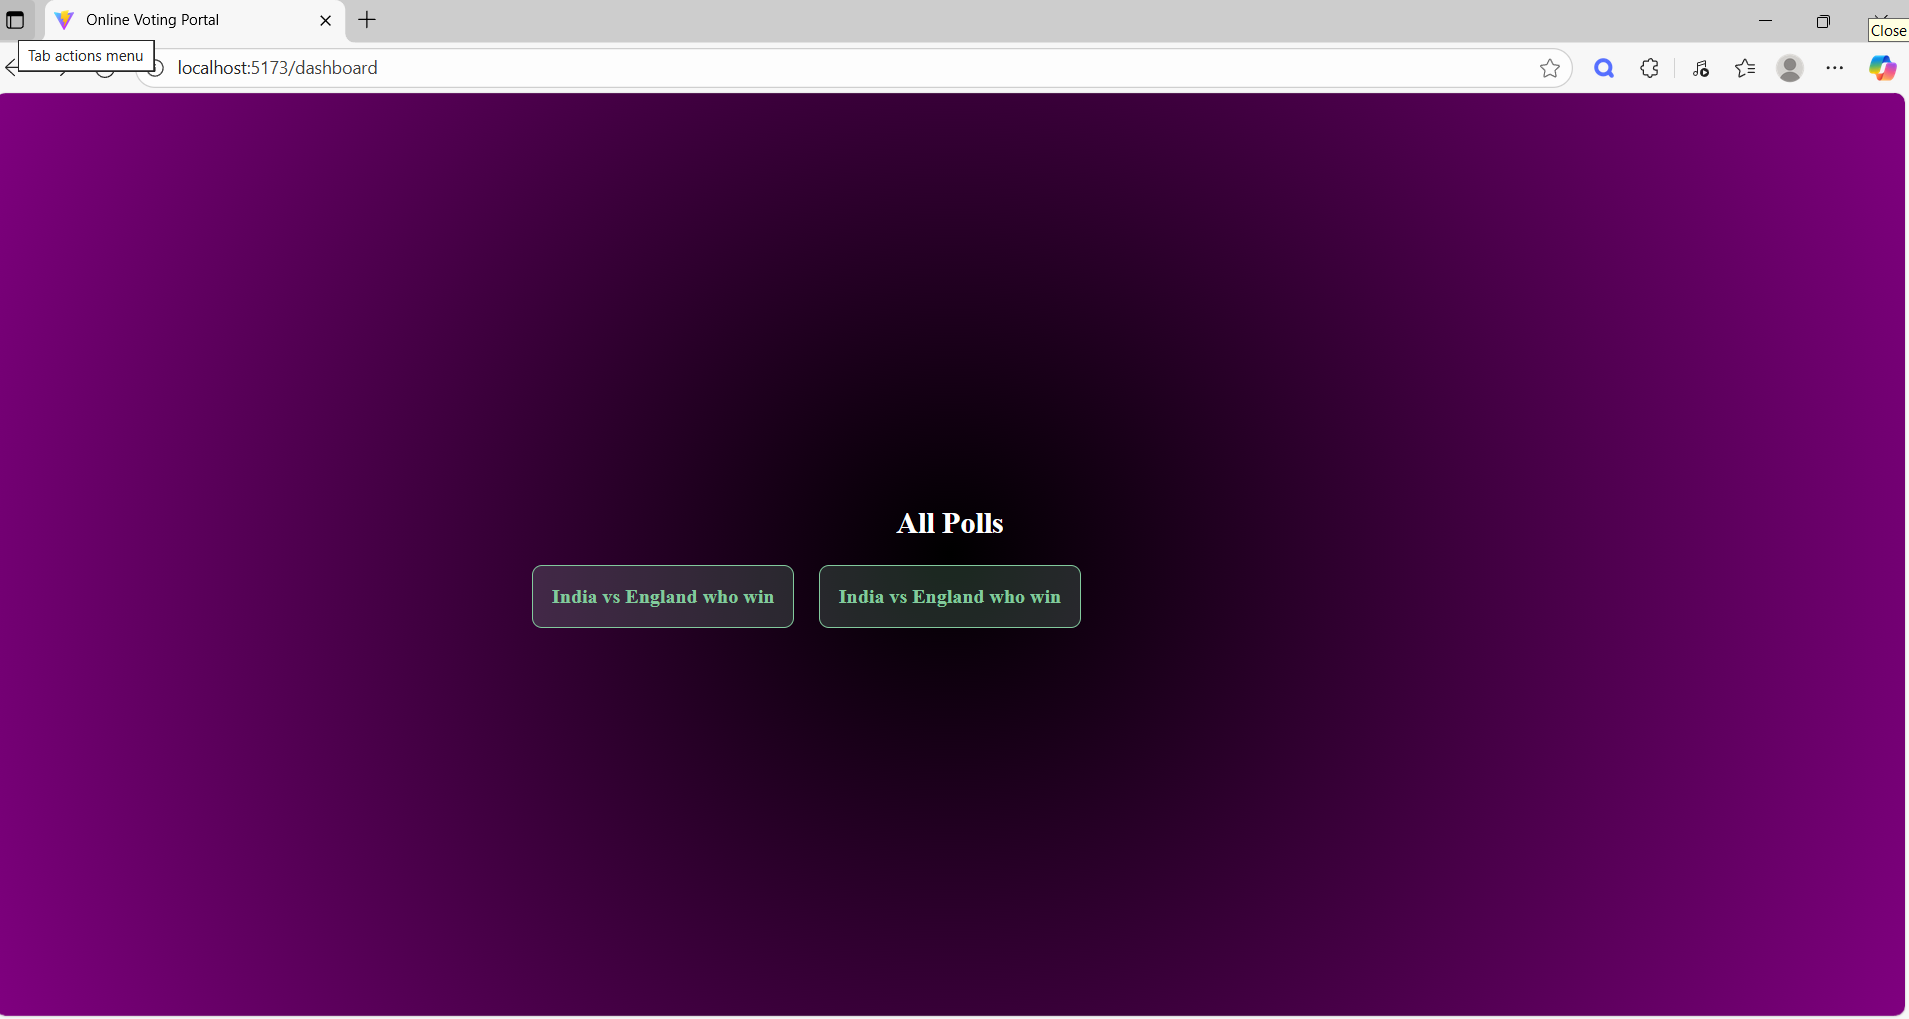 Online Voting Portal
Close
Tab actions menu
localhost:5173/dashboard
All Polls
India vs England who win
India vs England who win